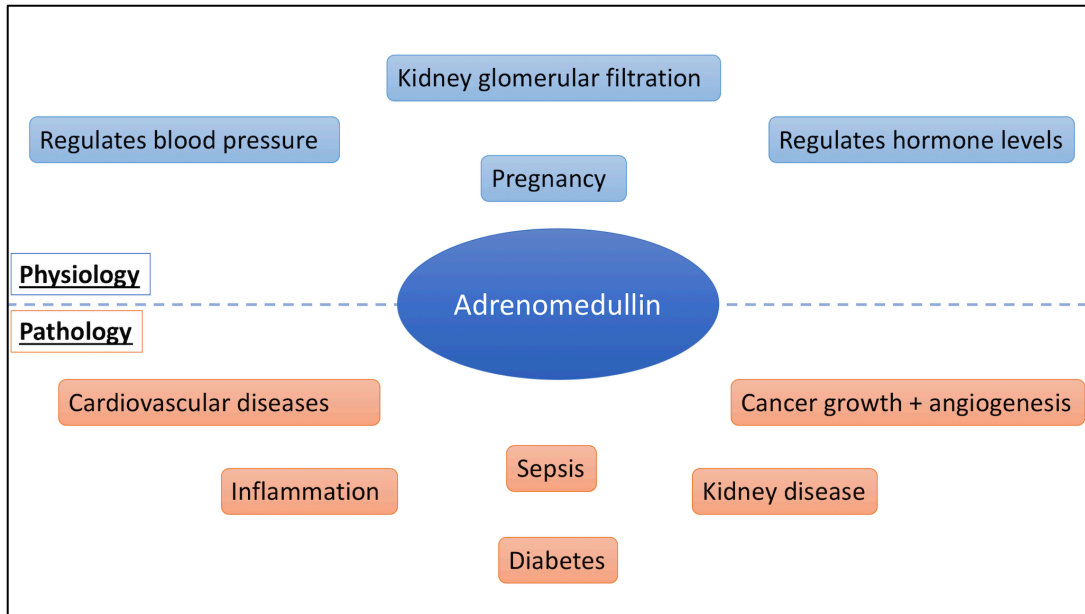 Kidney glomerular filtration
Regulates blood pressure
Regulates hormone levels
Pregnancy
Physiology
Adrenomedullin
Pathology
Cardiovascular diseases
Cancer growth + angiogenesis
Sepsis
Inflammation
Kidney disease
Diabetes